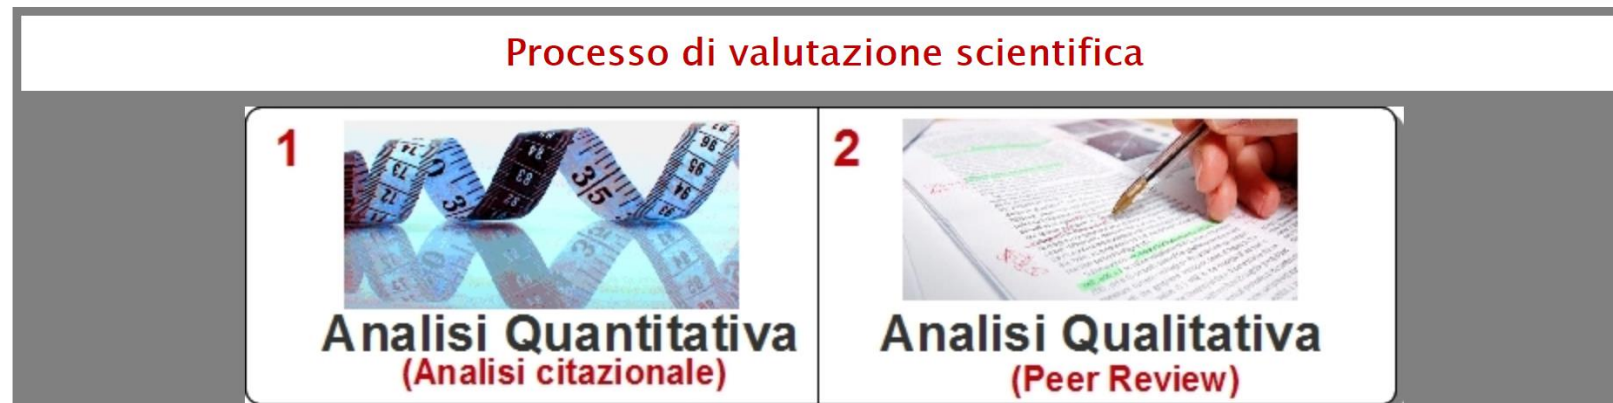 Processo di valutazione scientifica
1
Analisi Quantitativa
(Analisi citazionale)
2
Analisi Qualitativa
(Peer Review)